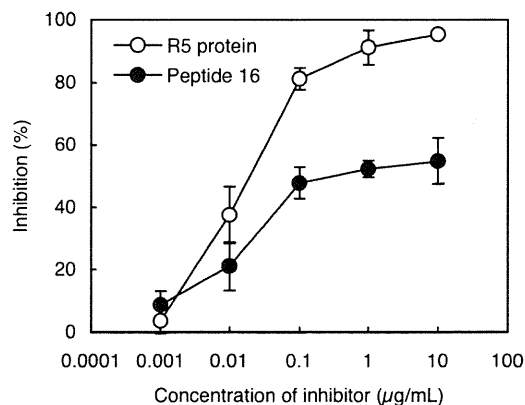 100
80
60
40
20
0
Inhibition (%)
R5 protein
Peptide 16
0.0001 0.001 0.01 0.1 1 10 100
Concentration of inhibitor (μg/mL)